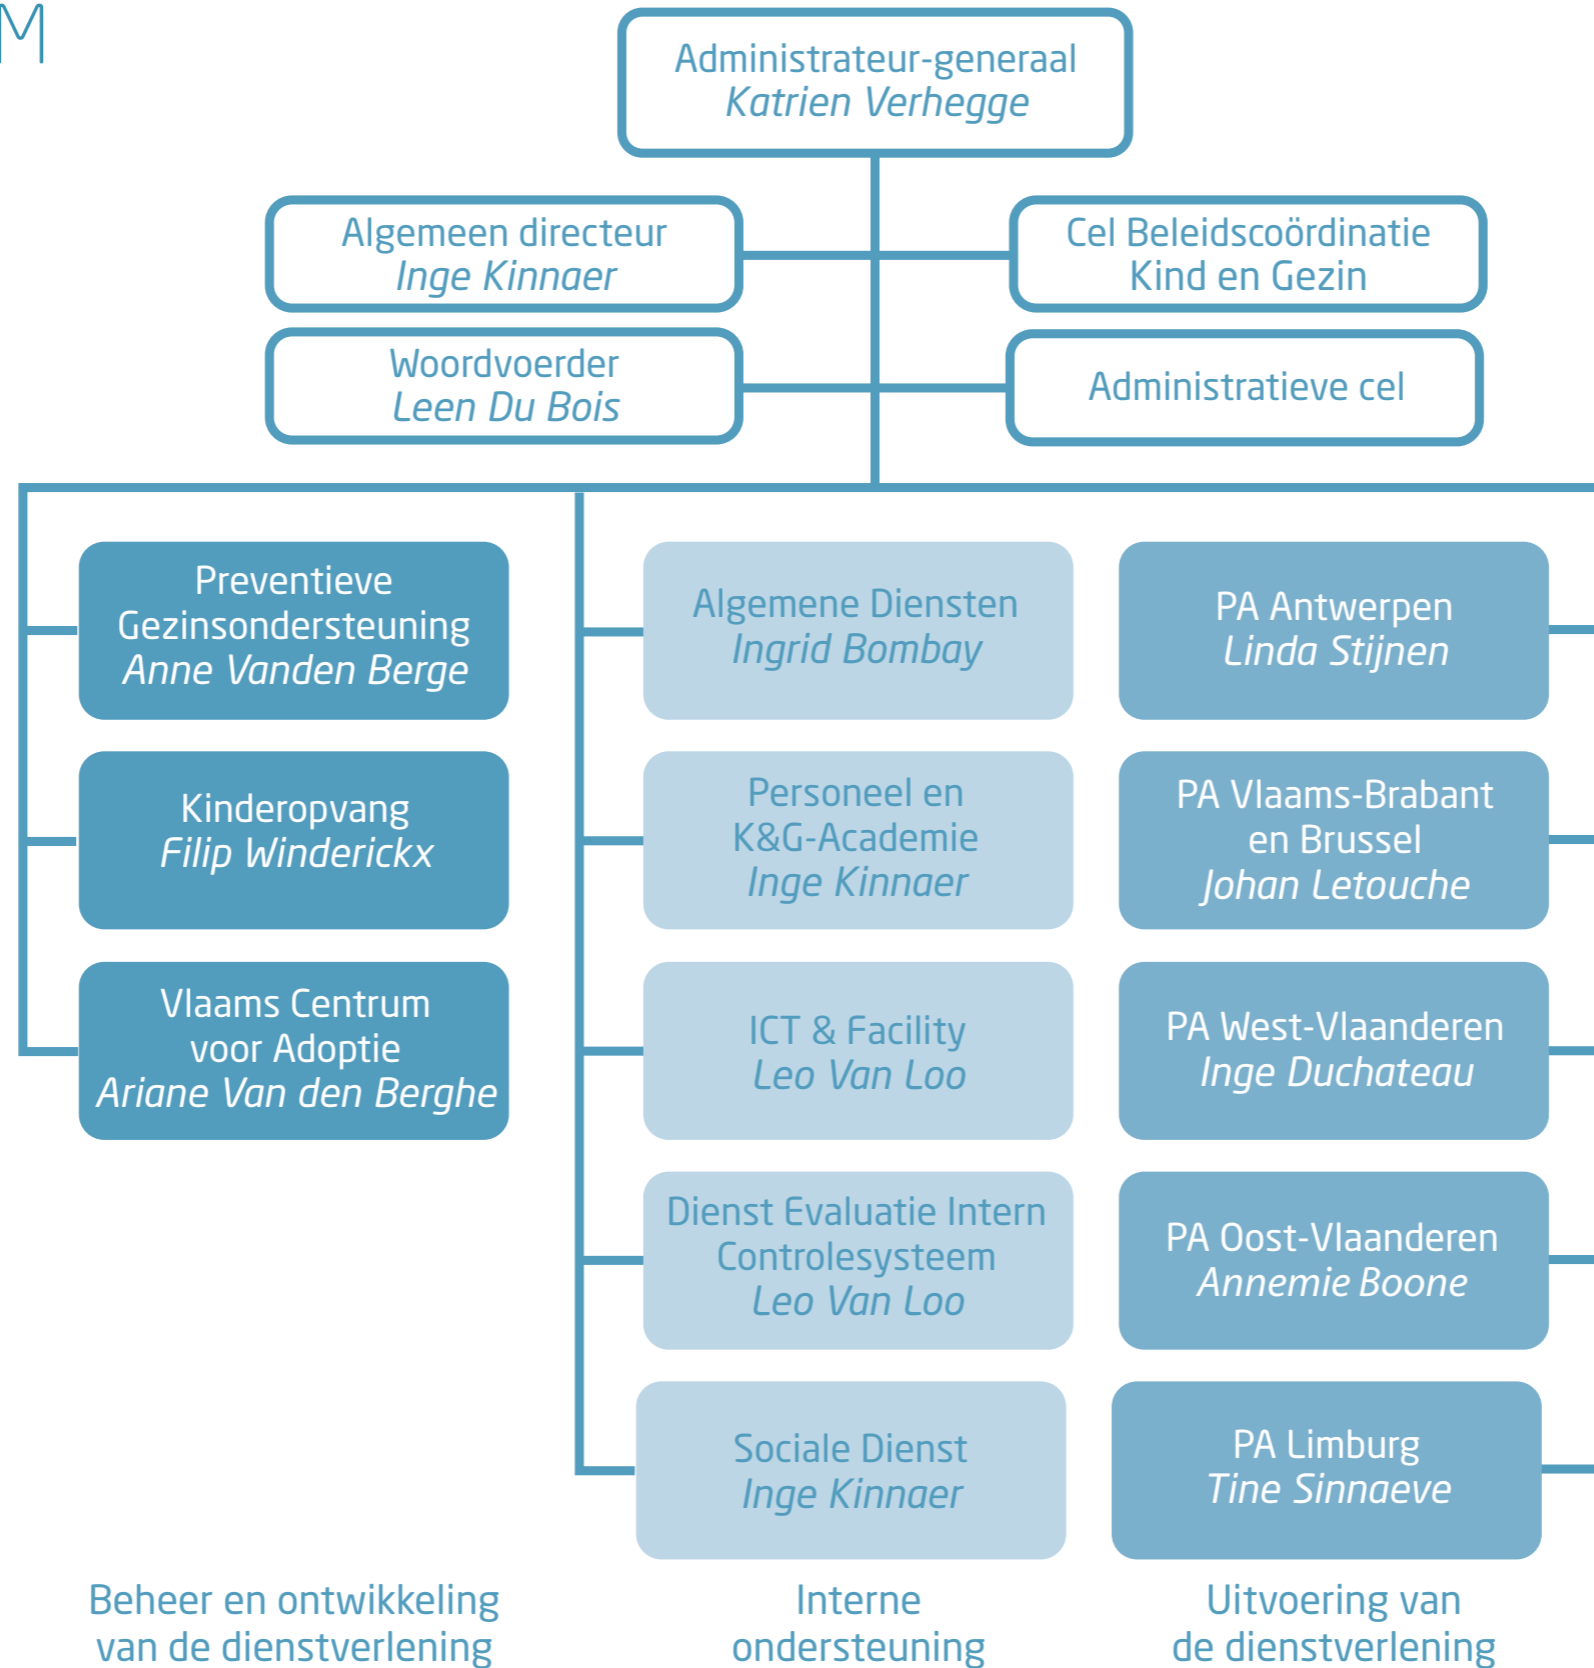 M
Administrateur-generaal
Katrien Verhegge
Algemeen directeur
Inge Kinnaer
Cel Beleidscoördinatie
Kind en Gezin
Woordvoerder
Leen Du Bois
Administratieve cel
Preventieve
Gezinsondersteuning
Anne Vanden Berge
Kinderopvang
Filip Winderickx
Vlaams Centrum
voor Adoptie
Ariane Van den Berghe
Beheer en ontwikkeling
van de dienstverlening
Algemene Diensten
Ingrid Bombay
Personeel en
K&G-Academie
Inge Kinnaer
ICT & Facility
Leo Van Loo
Dienst Evaluatie Intern
Controlesysteem
Leo Van Loo
Sociale Dienst
Inge Kinnaer
Interne
ondersteuning
PA Antwerpen
Linda Stijnen
PA Vlaams-Brabant
en Brussel
Johan Letouche
PA West-Vlaanderen
Inge Duchateau
PA Oost-Vlaanderen
Annemie Boone
PA Limburg
Tine Sinnaeve
Uitvoering van
de dienstverlening